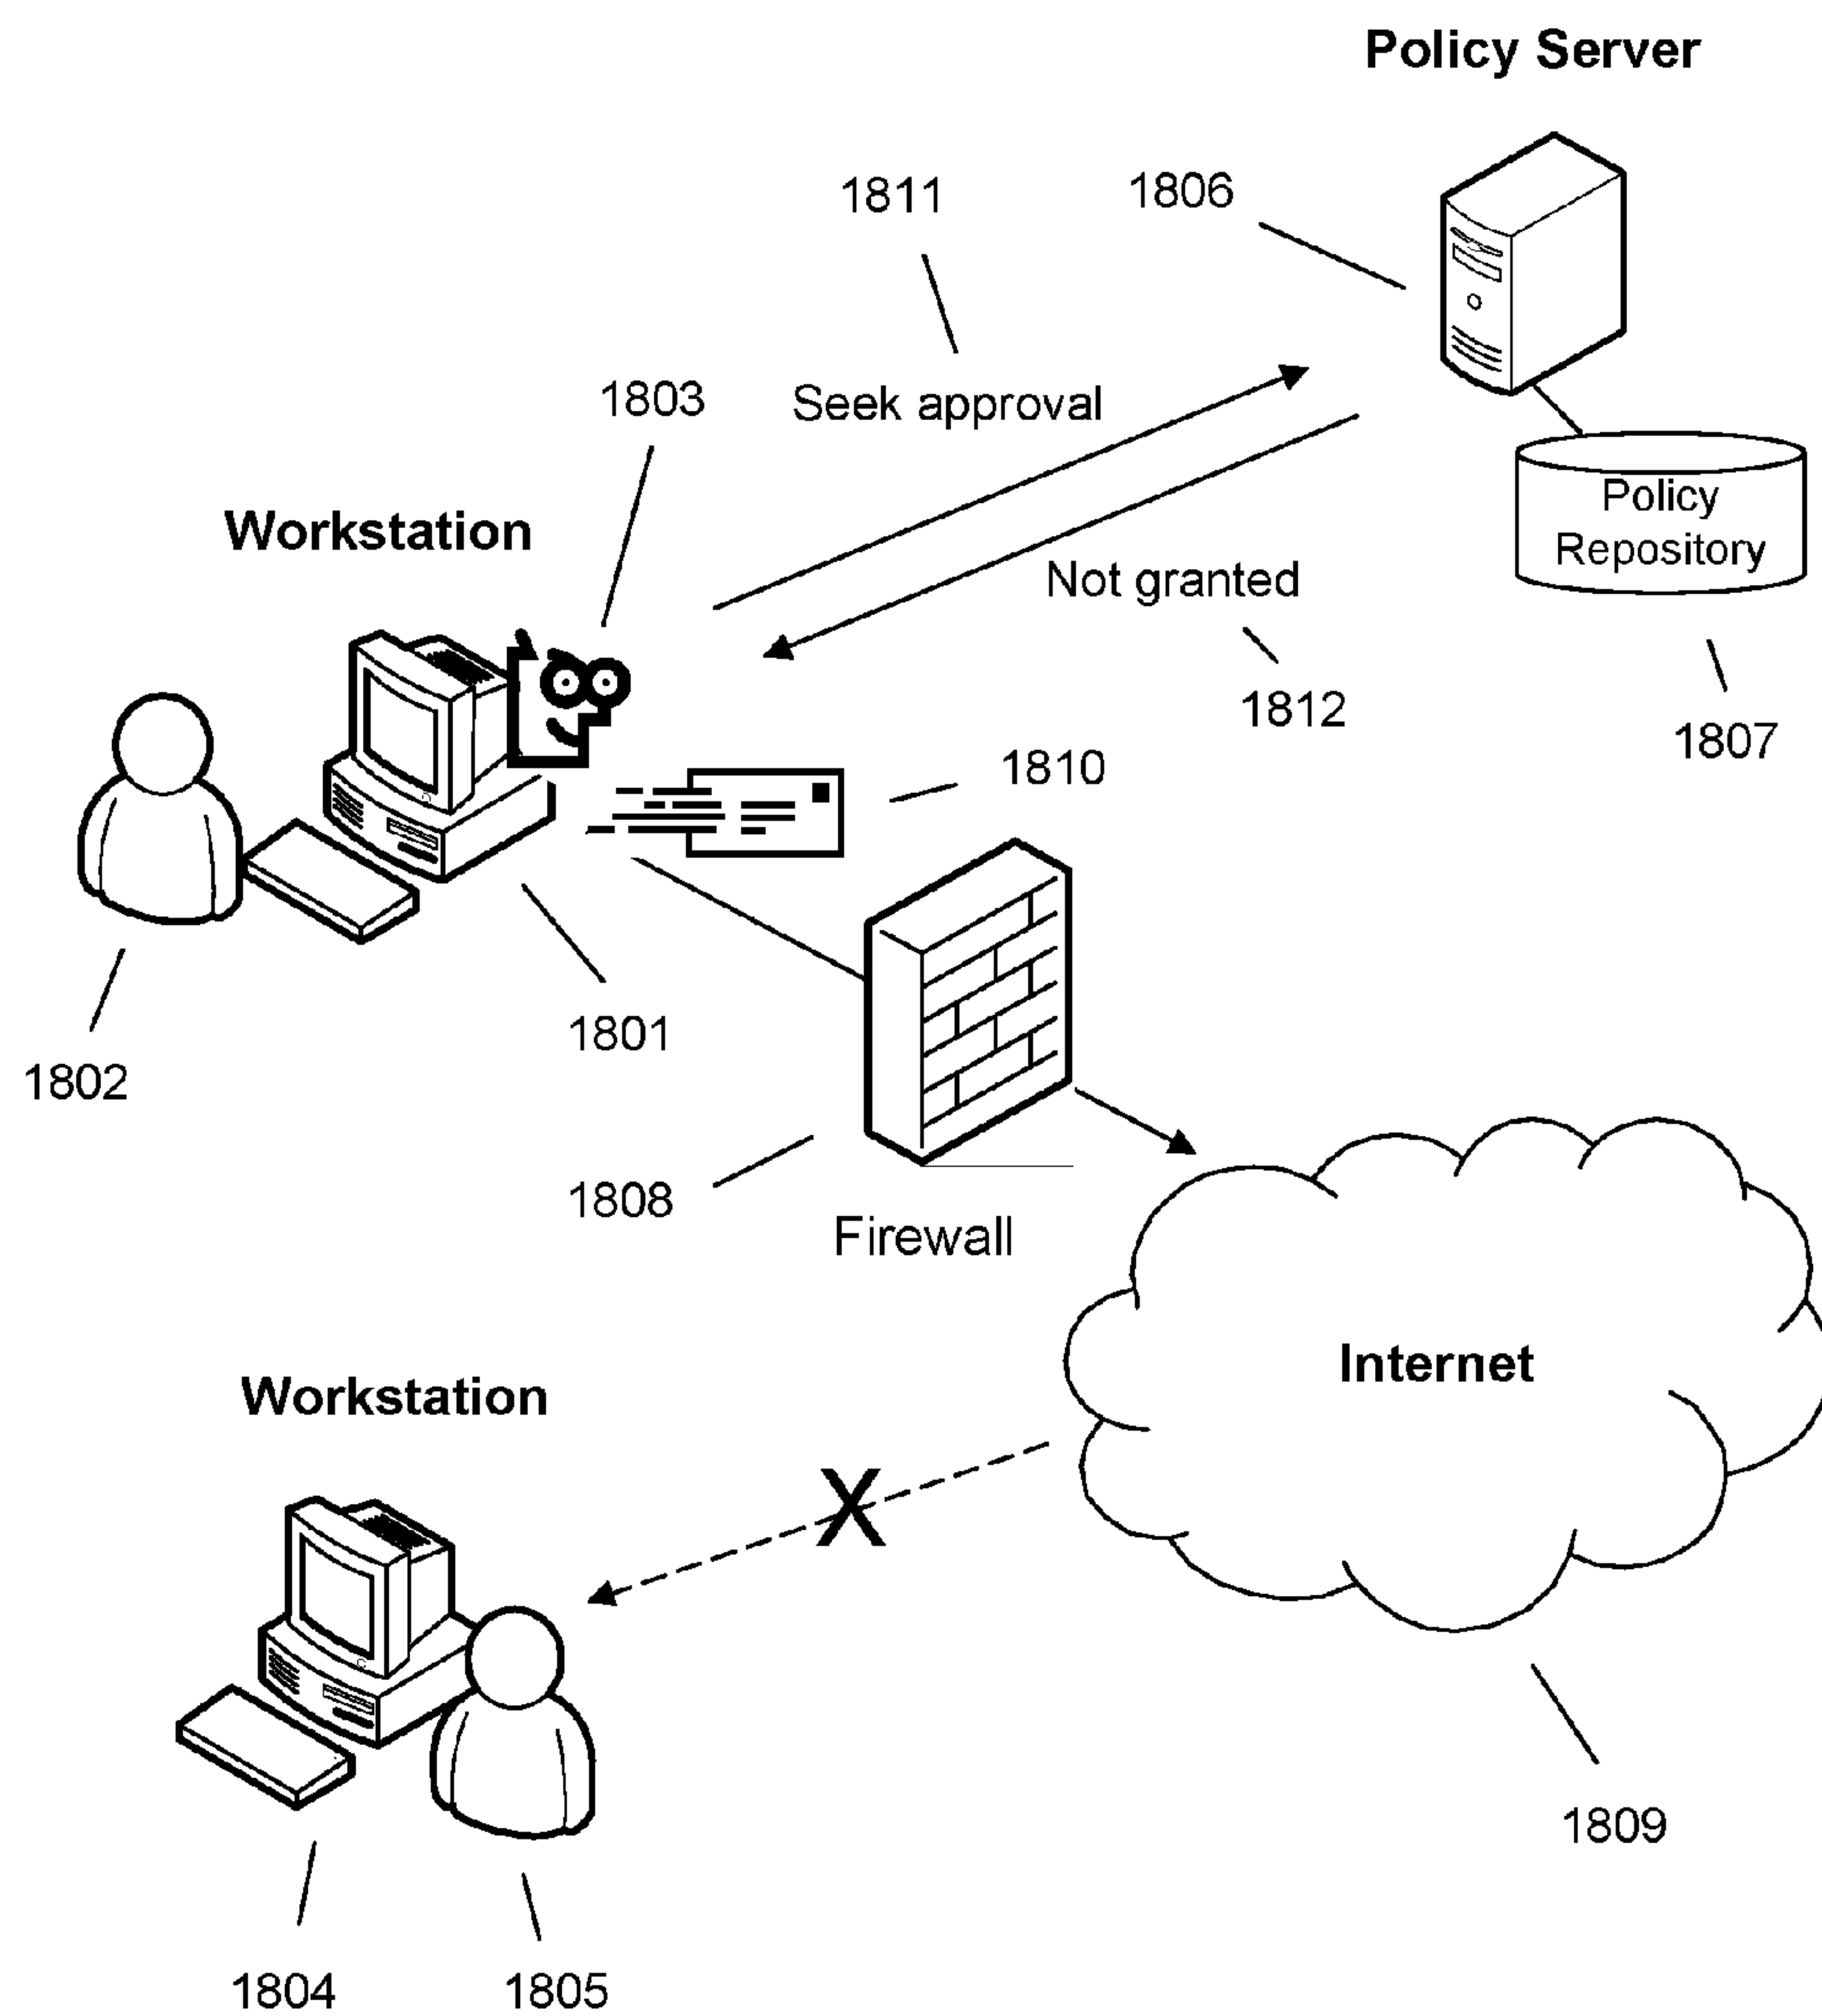 Policy Server
1811
1806
1803
Seek approval
Workstation
Policy
Repository
Not granted
1812
1807
1810
1801
1802
1808
Firewall
Internet
Workstation
X
1809
1804
1805